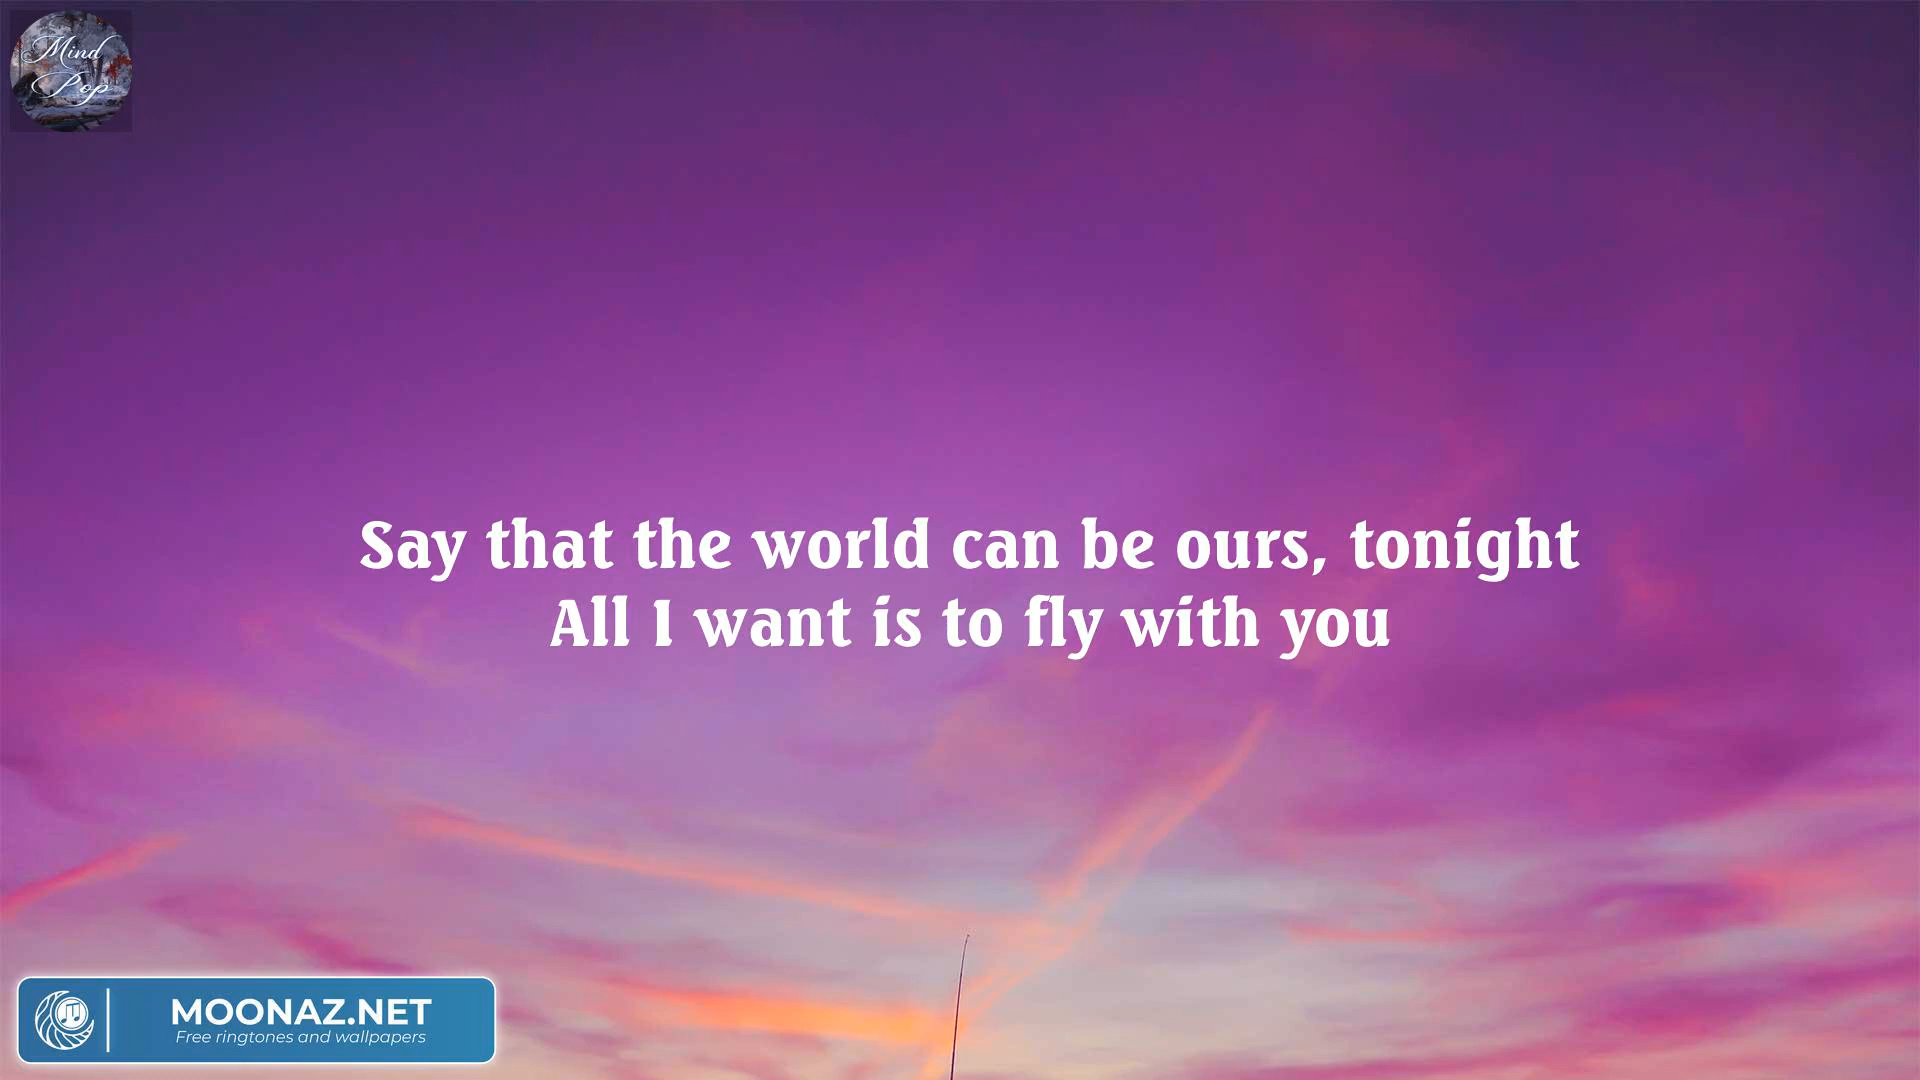 Mind
Pop
Say that the world can be ours, tonight
All I want is to fly with you
MOONAZ.NET
Free ringtones and wallpapers